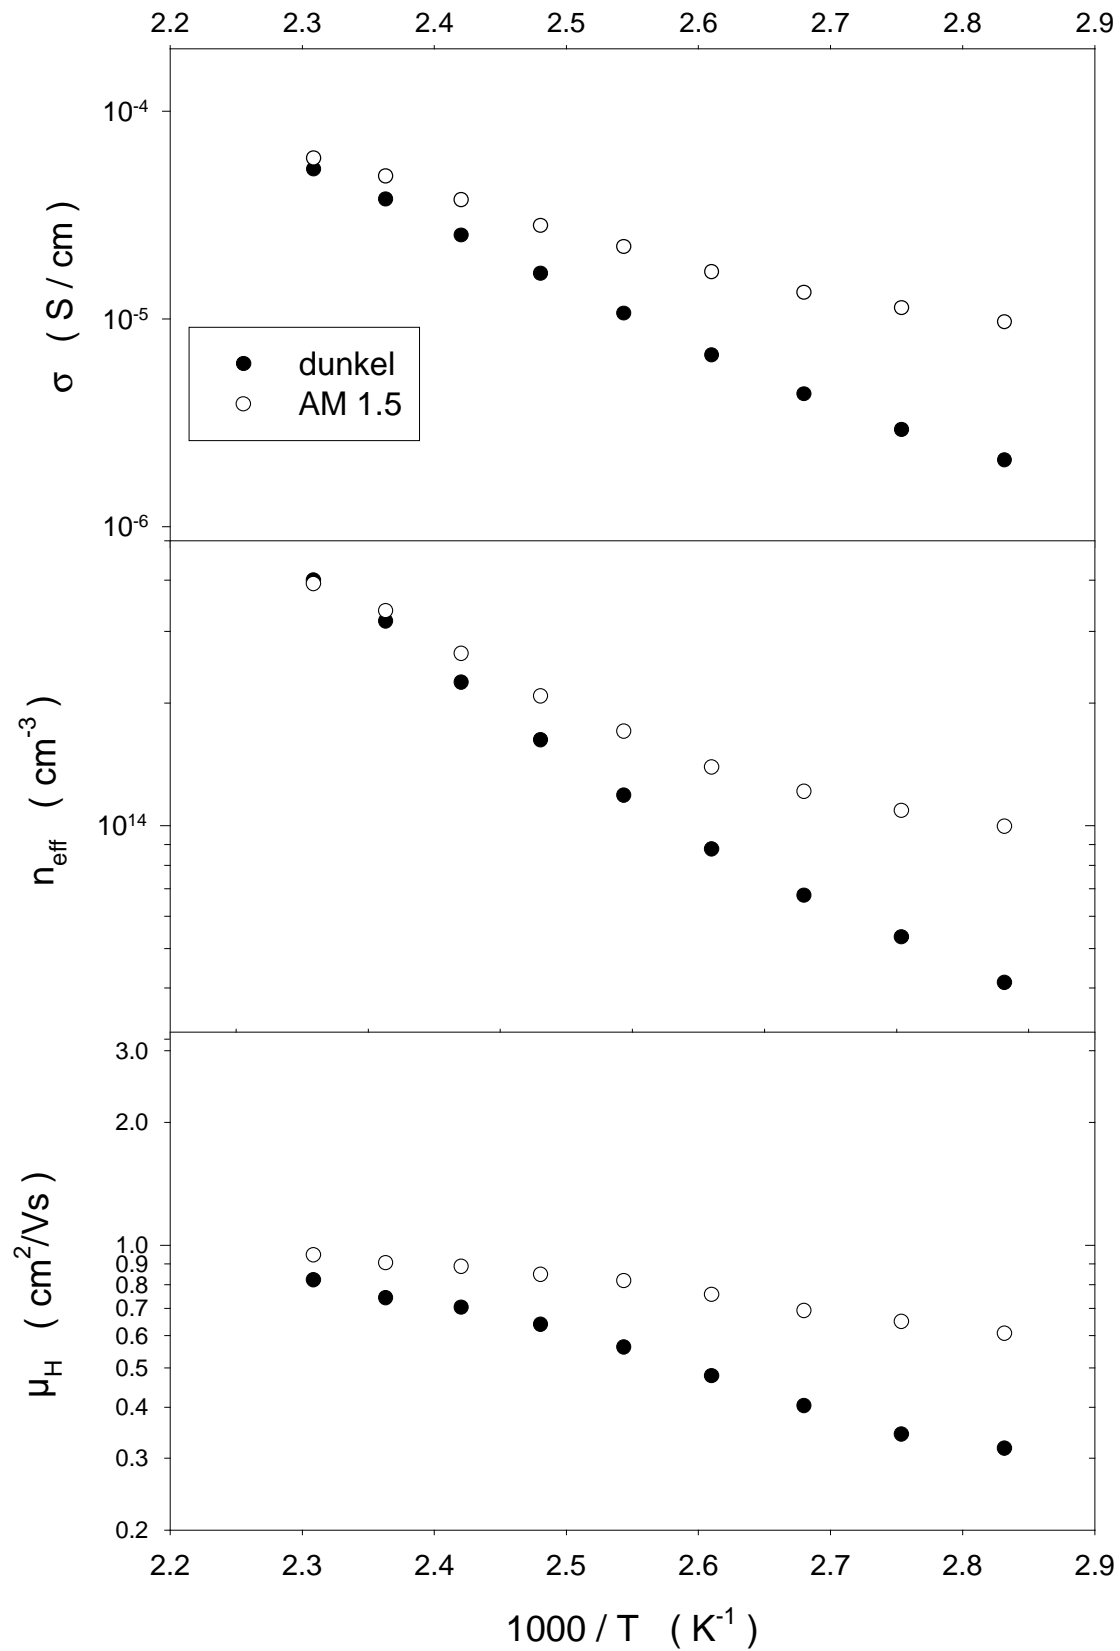 2.2 2.3 2.4 2.5 2.6 2.7 2.8 2.9
10⁻⁴
10⁻⁵
10⁻⁶
σ ( S / cm )
dunkel
AM 1.5
10¹⁴
n_eff ( cm⁻³ )
3.0
2.0
1.0
0.9
0.8
0.7
0.6
0.5
0.4
0.3
0.2
μ_H ( cm²/Vs )
2.2 2.3 2.4 2.5 2.6 2.7 2.8 2.9
1000 / T ( K⁻¹ )